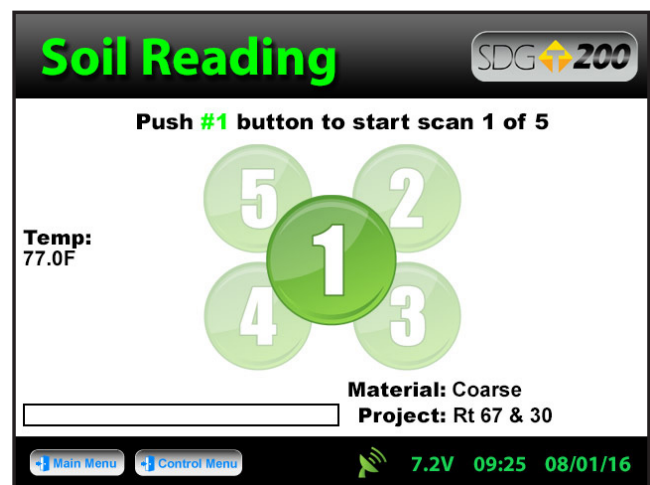 Soil Reading
SDG 200
Push #1 button to start scan 1 of 5
5 2
1
Temp:
77.0F
4 3
Material: Coarse
Project: Rt 67 & 30
Main Menu Control Menu 7.2V 09:25 08/01/16